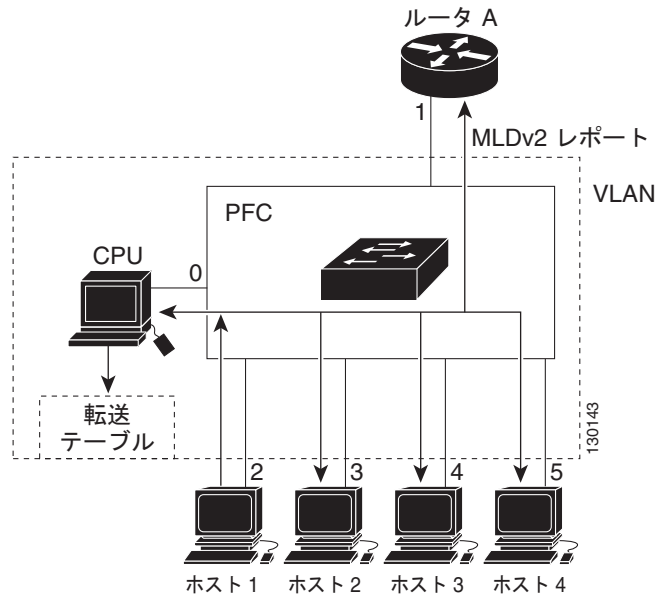 ルータ A
1
MLDv2 レポート
VLAN
PFC
CPU
0
転送
テーブル
130143
2
3
4
5
ホスト 1
ホスト 2
ホスト 3
ホスト 4